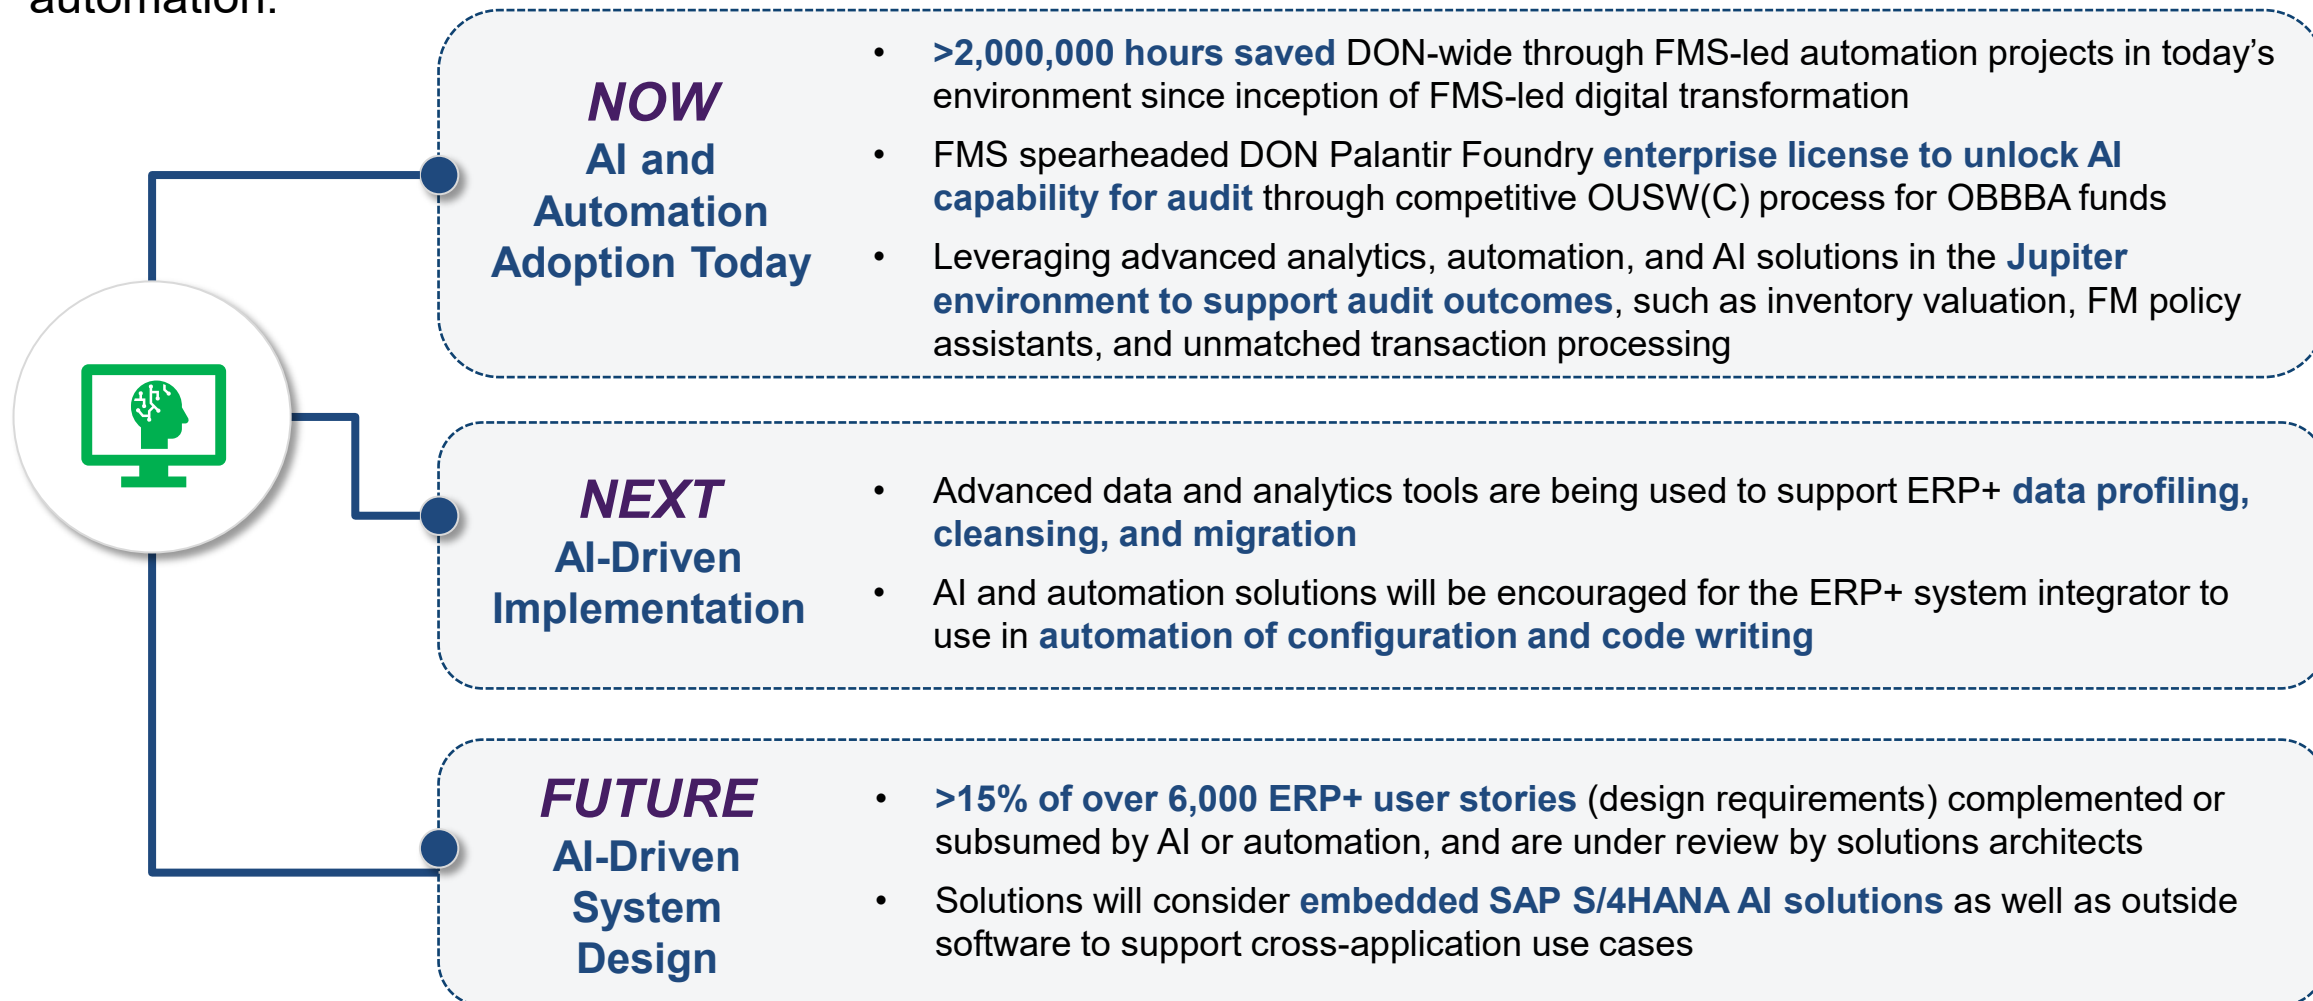 automation.
NOW
AI and
Automation
Adoption Today
• >2,000,000 hours saved DON-wide through FMS-led automation projects in today's
environment since inception of FMS-led digital transformation
• FMS spearheaded DON Palantir Foundry enterprise license to unlock AI
capability for audit through competitive OUSW(C) process for OBBBA funds
• Leveraging advanced analytics, automation, and AI solutions in the Jupiter
environment to support audit outcomes, such as inventory valuation, FM policy
assistants, and unmatched transaction processing
NEXT
AI-Driven
Implementation
• Advanced data and analytics tools are being used to support ERP+ data profiling,
cleansing, and migration
• AI and automation solutions will be encouraged for the ERP+ system integrator to
use in automation of configuration and code writing
FUTURE
AI-Driven
System
Design
• >15% of over 6,000 ERP+ user stories (design requirements) complemented or
subsumed by AI or automation, and are under review by solutions architects
• Solutions will consider embedded SAP S/4HANA AI solutions as well as outside
software to support cross-application use cases